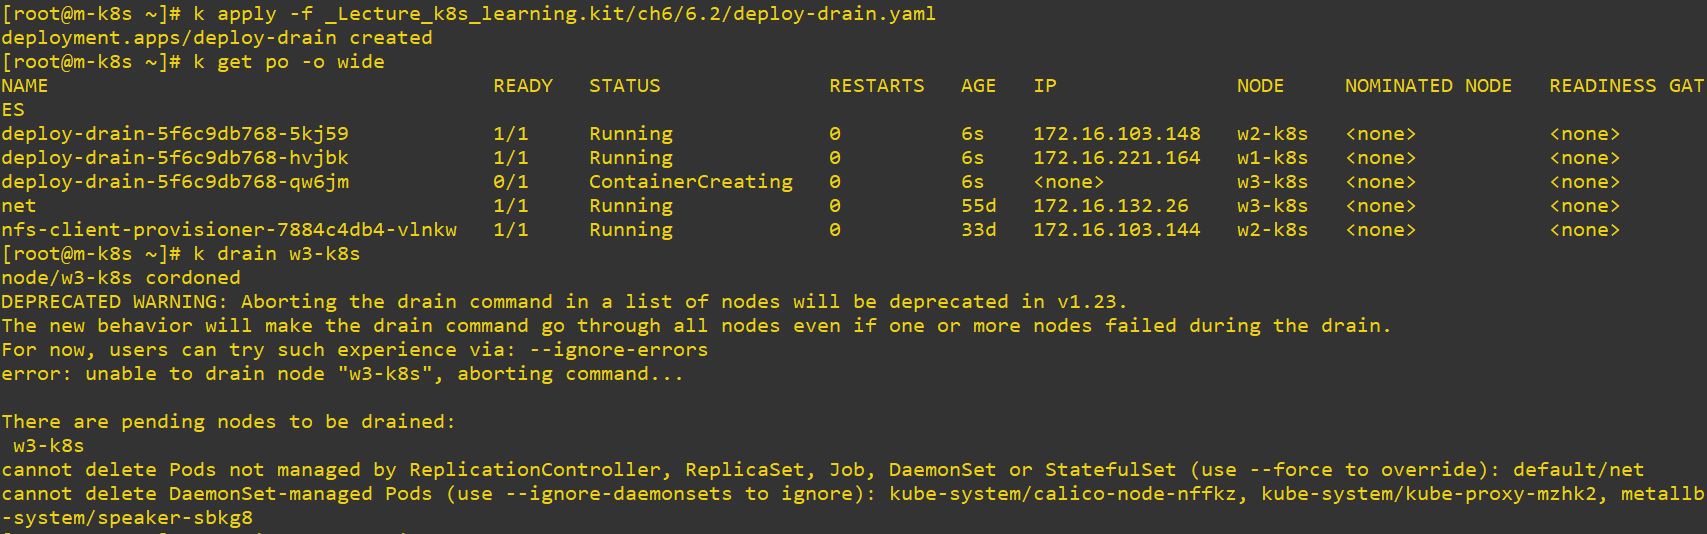 [root@m-k8s ~]# k apply -f _Lecture_k8s_learning.kit/ch6/6.2/deploy-drain.yaml
deployment.apps/deploy-drain created
[root@m-k8s ~]# k get po -o wide
NAME                                     READY   STATUS              RESTARTS   AGE   IP               NODE     NOMINATED NODE   READINESS GAT
ES
deploy-drain-5f6c9db768-5kj59            1/1     Running             0          6s    172.16.103.148   w2-k8s   <none>           <none>
deploy-drain-5f6c9db768-hvjbk            1/1     Running             0          6s    172.16.221.164   w1-k8s   <none>           <none>
deploy-drain-5f6c9db768-qw6jm            0/1     ContainerCreating   0          6s    <none>           w3-k8s   <none>           <none>
net                                      1/1     Running             0          55d   172.16.132.26    w3-k8s   <none>           <none>
nfs-client-provisioner-7884c4db4-vlnkw   1/1     Running             0          33d   172.16.103.144   w2-k8s   <none>           <none>
[root@m-k8s ~]# k drain w3-k8s
node/w3-k8s cordoned
DEPRECATED WARNING: Aborting the drain command in a list of nodes will be deprecated in v1.23.
The new behavior will make the drain command go through all nodes even if one or more nodes failed during the drain.
For now, users can try such experience via: --ignore-errors
error: unable to drain node "w3-k8s", aborting command...

There are pending nodes to be drained:
 w3-k8s
cannot delete Pods not managed by ReplicationController, ReplicaSet, Job, DaemonSet or StatefulSet (use --force to override): default/net
cannot delete DaemonSet-managed Pods (use --ignore-daemonsets to ignore): kube-system/calico-node-nffkz, kube-system/kube-proxy-mzhk2, metallb
-system/speaker-sbkg8